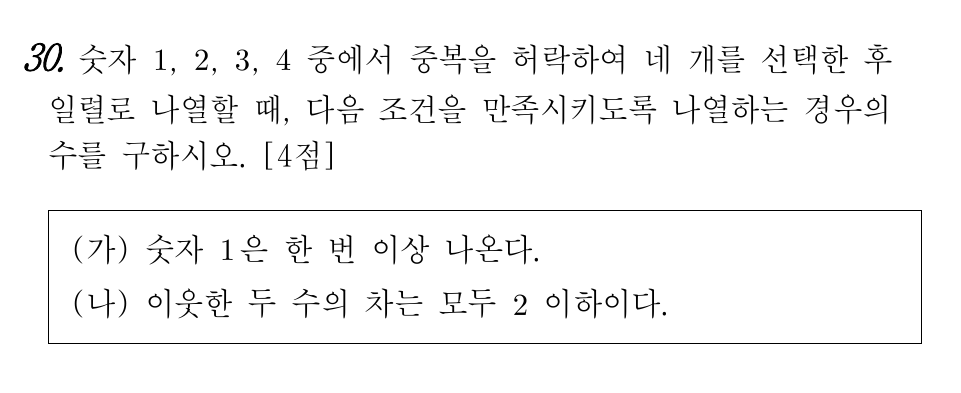 30. 숫자 1, 2, 3, 4 중에서 중복을 허락하여 네 개를 선택한 후
일렬로 나열할 때, 다음 조건을 만족시키도록 나열하는 경우의
수를 구하시오. [4점]
(가) 숫자 1은 한 번 이상 나온다.
(나) 이웃한 두 수의 차는 모두 2 이하이다.